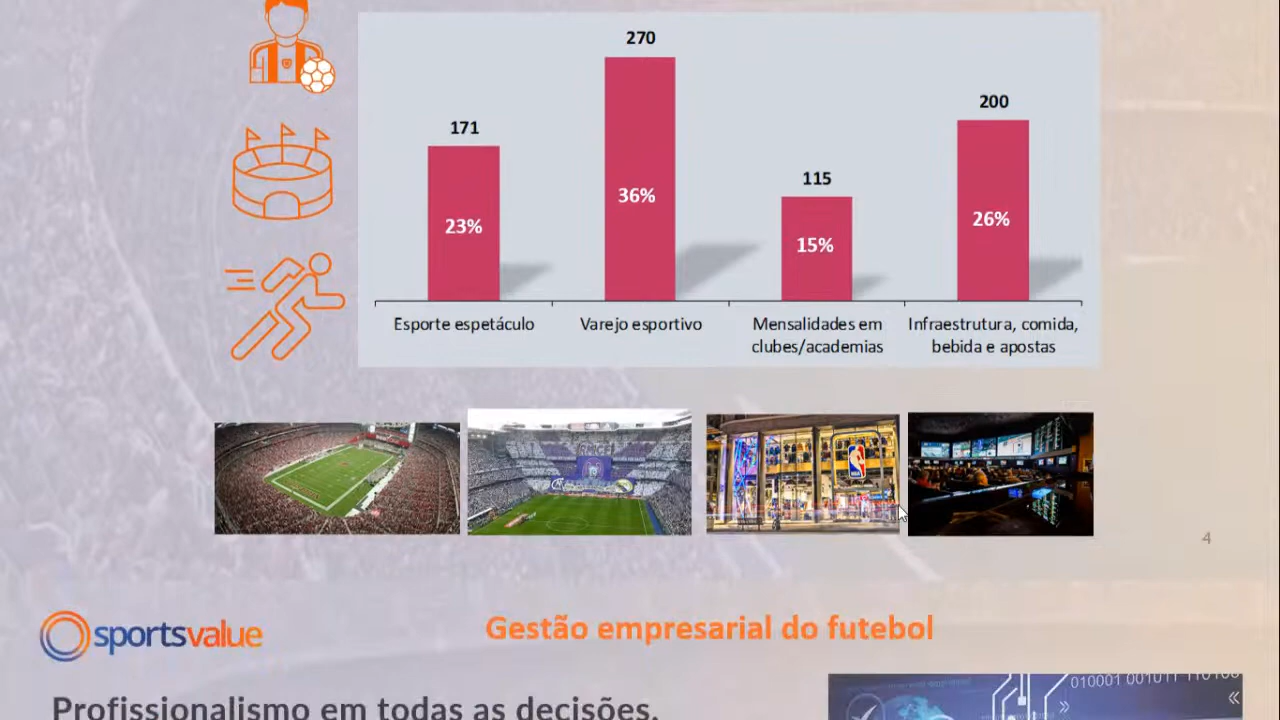 270
200
171
115
36%
26%
23%
15%
Esporte espetáculo
Varejo esportivo
Mensalidades em
clubes/academias
Infraestrutura, comida,
bebida e apostas
4
sportsvalue
Gestão empresarial do futebol
Profissionalismo em todas as decisões.
010001 001011 110100